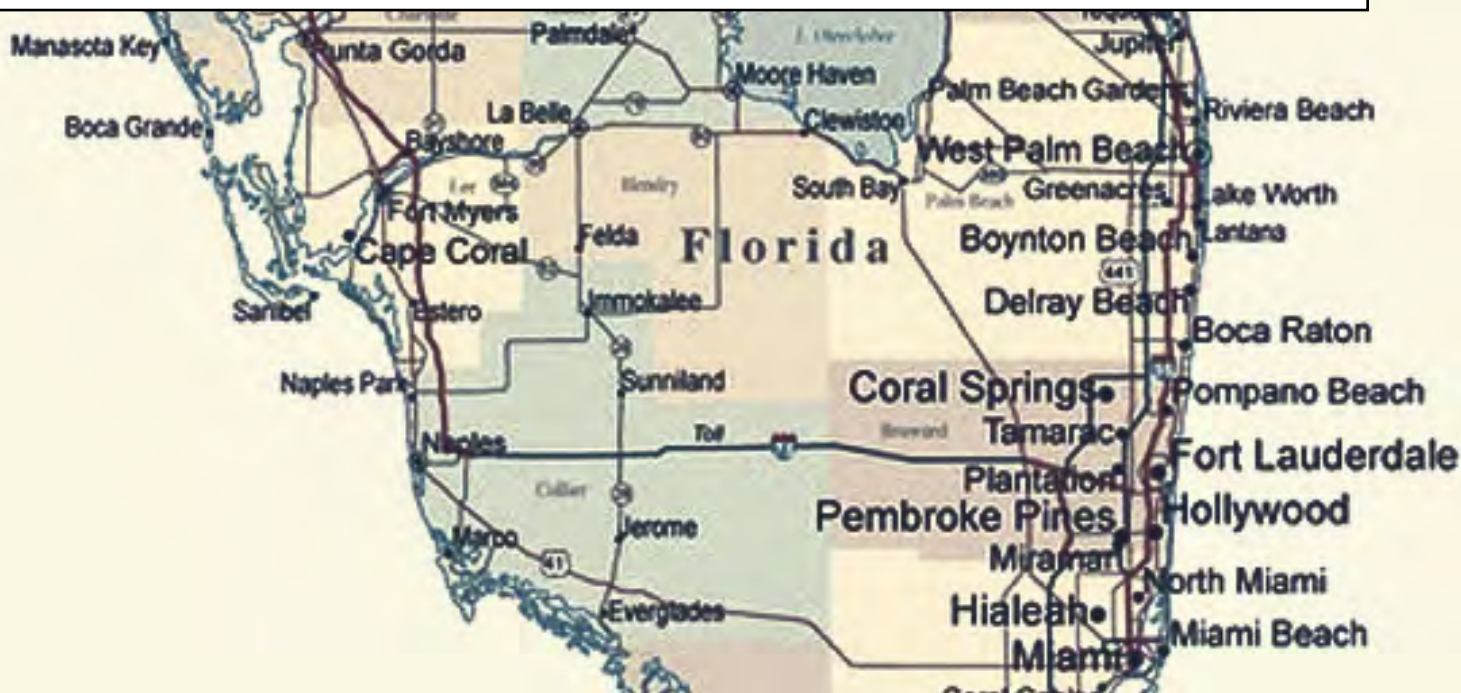 Manasota Key
Punta Gorda
Palmdale
Jupiter
Moore Haven
Palm Beach Gardens
Riviera Beach
Boca Grande
La Belle
Clewiston
Bayshore
West Palm Beach
Lee
Hendry
South Bay
Palm Beach
Greenacres
Lake Worth
Fort Myers
Cape Coral
Felda
Florida
Boynton Beach
Lantana
441
Delray Beach
Sanibel
Estero
Immokalee
Boca Raton
Naples Park
Sunniland
Coral Springs
Pompano Beach
Naples
Toll
Broward
Tamarac
Fort Lauderdale
Plantation
Collier
Pembroke Pines
Hollywood
Marco
Jerome
41
Miramar
North Miami
Everglades
Hialeah
Miami Beach
Miami